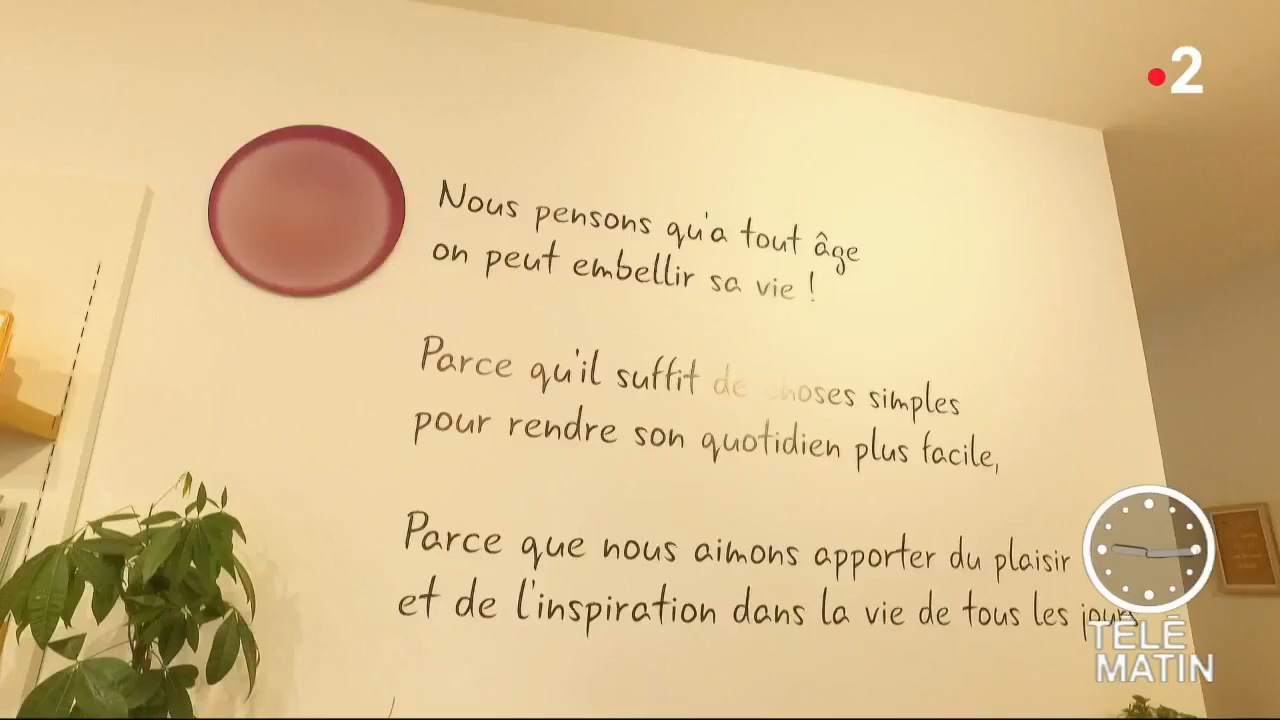 2
Nous pensons qu'a tout âge
on peut embellir sa vie !
Parce qu'il suffit de choses simples
pour rendre son quotidien plus facile,
Parce que nous aimons apporter du plaisir
et de l'inspiration dans la vie de tous les jours
TÉLÉ
MATIN